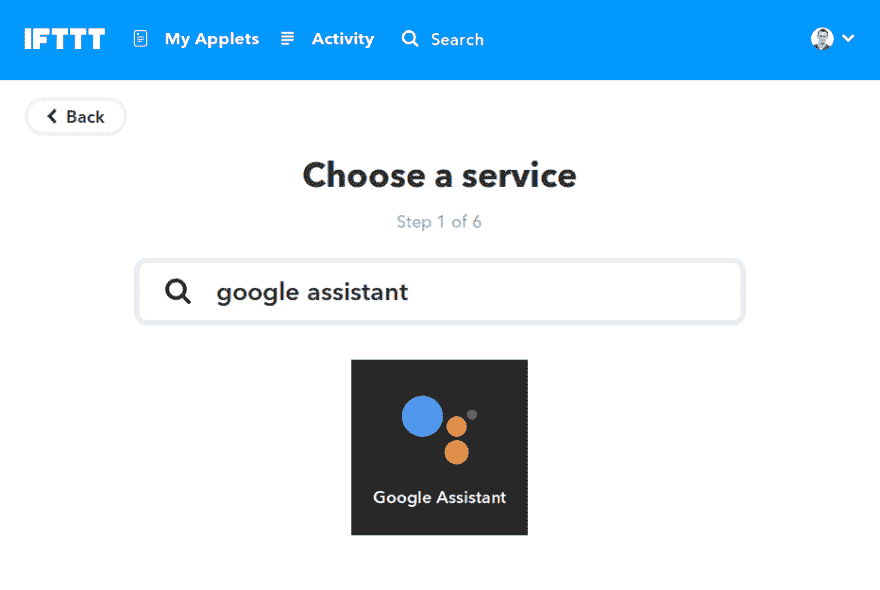 IFTTT My Applets Activity Search
Back
Choose a service
Step 1 of 6
google assistant
Google Assistant